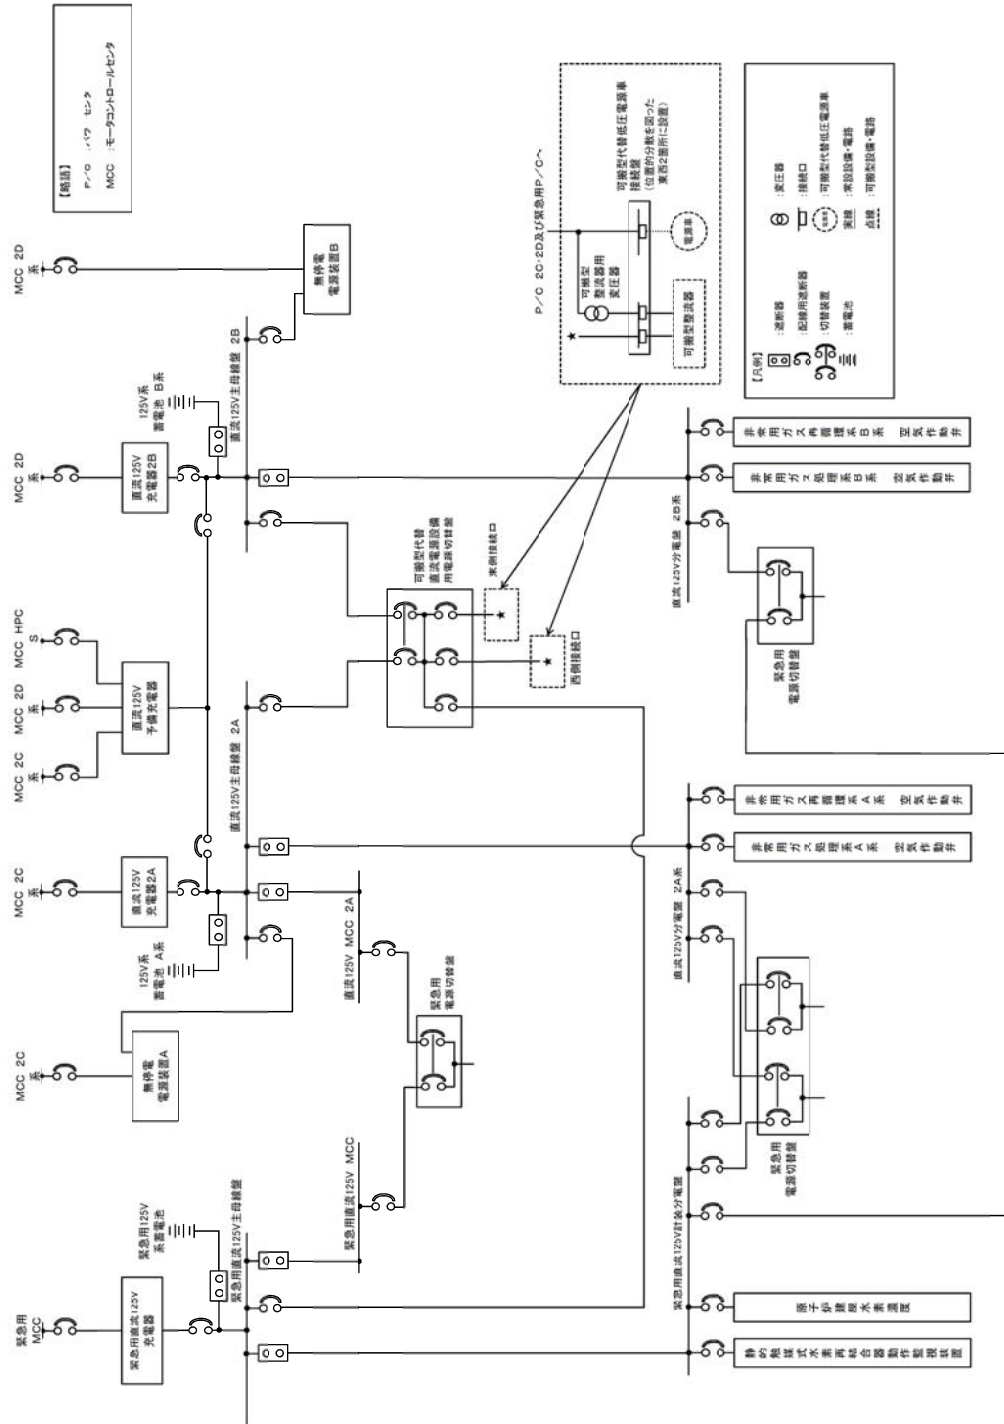 緊急用
MCC
MCC 2C
系
MCC 2C
系
MCC 2C
系
MCC 2D
系
MCC HPC
S
MCC 2D
系
MCC 2D
系
【略語】
P/C :パワ センタ
MCC :モータコントロールセンタ
緊急用直流125V
充電器
無停電
電源装置A
直流125V
充電器2A
直流125V
予備充電器
直流125V
充電器2B
無停電
電源装置B
緊急用125V
系蓄電池
125V系
蓄電池 A系
125V系
蓄電池 B系
緊急用直流125V主母線盤
直流125V主母線盤 2A
直流125V主母線盤 2B
緊急用直流125V MCC
直流125V MCC 2A
緊急用
電源切替盤
可搬型代替
直流電源設備
用電源切替盤
西側接続口
東側接続口
★
★
P/C 2C・2D及び緊急用P/Cへ
★
可搬型
整流器用
変圧器
可搬型代替低圧電源車
接続盤
(位置的分散を図った
東西2箇所に設置)
可搬型整流器
電源車
緊急用直流125V計装分電盤
直流125V分電盤 2A系
直流125V分電盤 2B系
緊急用
電源切替盤
緊急用
電源切替盤
静的触媒式水素再結合器動作監視装置
原子炉建屋水素濃度
非常用ガス処理系A系 空気作動弁
非常用ガス再循環系A系 空気作動弁
非常用ガス処理系B系 空気作動弁
非常用ガス再循環系B系 空気作動弁
【凡例】
:遮断器
:配線用遮断器
:切替装置
:蓄電池
:変圧器
:接続口
:可搬型代替低圧電源車
実線 :常設設備・電路
点線 :可搬型設備・電路